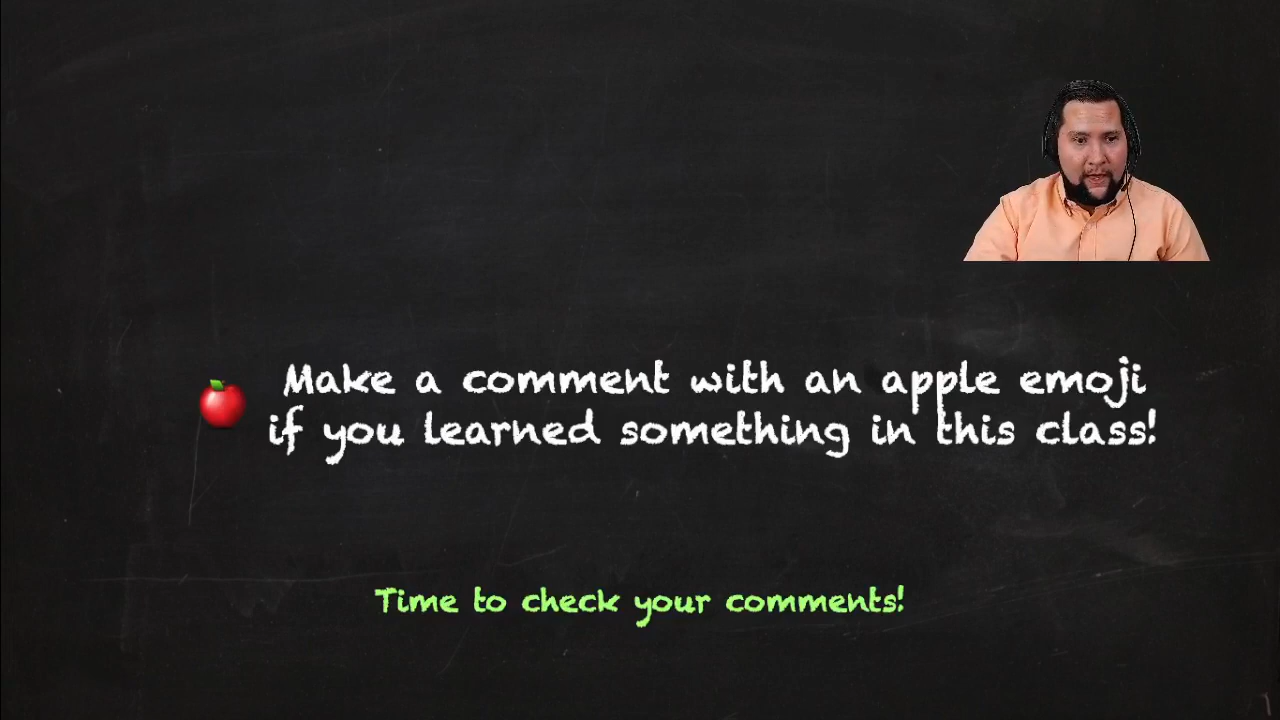 Make a comment with an apple emoji
if you learned something in this class!
Time to check your comments!